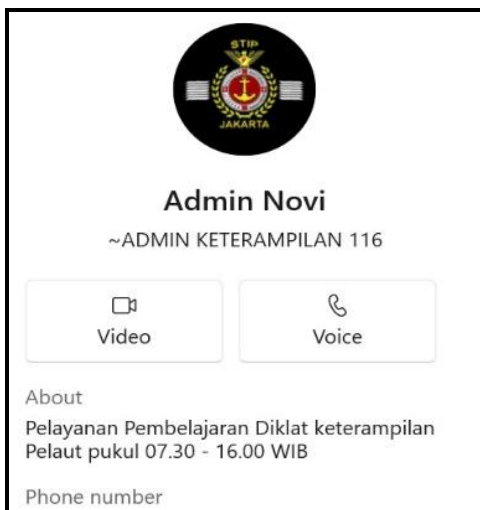 STIP
JAKARTA
Admin Novi
~ADMIN KETERAMPILAN 116
Video
Voice
About
Pelayanan Pembelajaran Diklat keterampilan
Pelaut pukul 07.30 - 16.00 WIB
Phone number